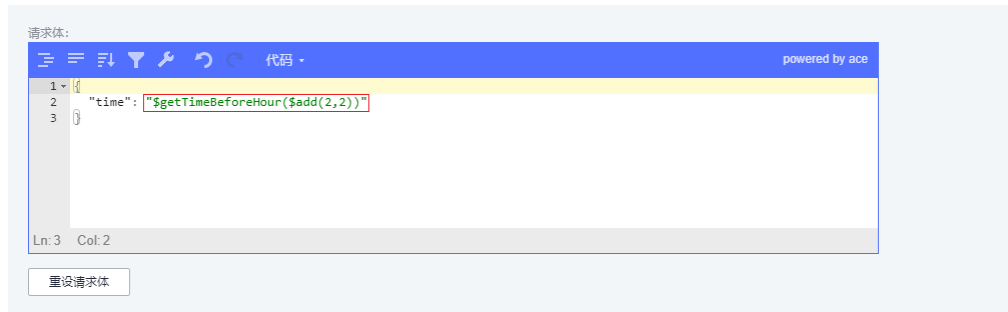 请求体:
代码
powered by ace
1 {
2 "time": "$getTimeBeforeHour($add(2,2))"
3 }
Ln: 3 Col: 2
重设请求体